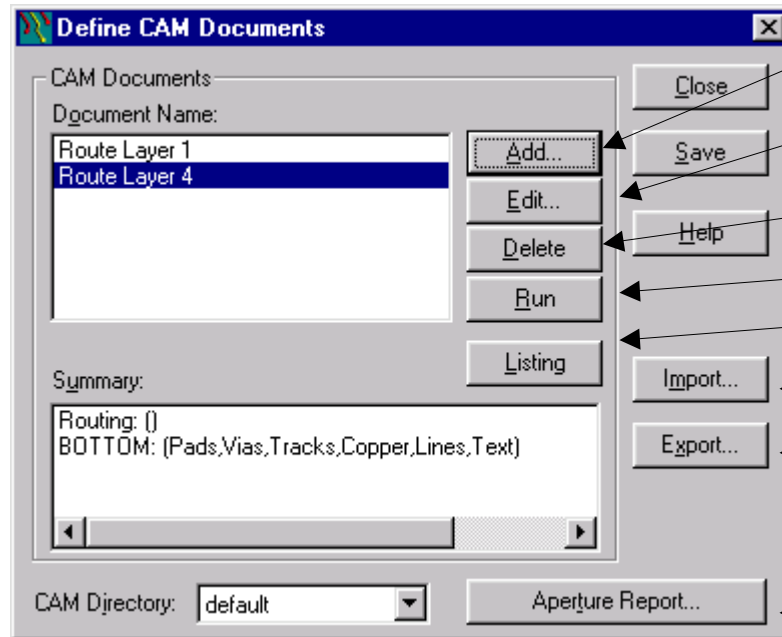 Define CAM Documents
CAM Documents
Document Name:
Route Layer 1
Route Layer 4
Add...
Edit...
Delete
Run
Listing
Close
Save
Help
Import...
Export...
Summary:
Routing: ()
BOTTOM: (Pads,Vias,Tracks,Copper,Lines,Text)
CAM Directory:
default
Aperture Report...